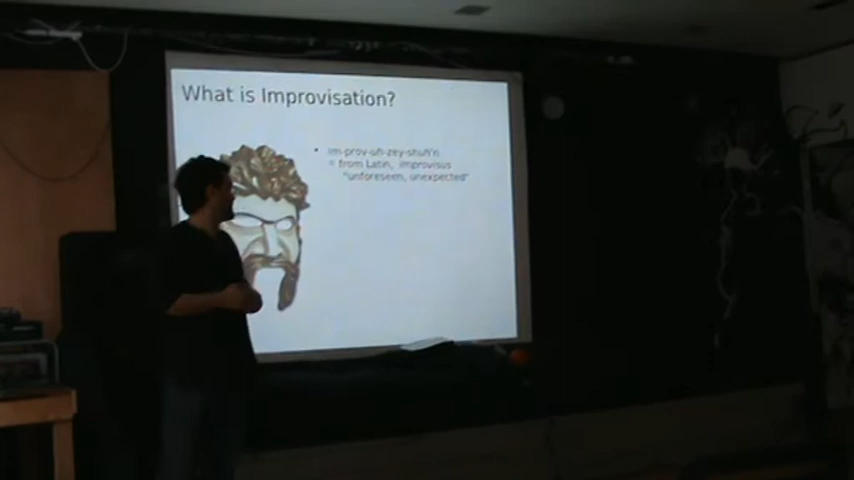 What is Improvisation?
• im-prov-uh-zey-shuh'n
= from Latin, improvisus
"unforeseen, unexpected"